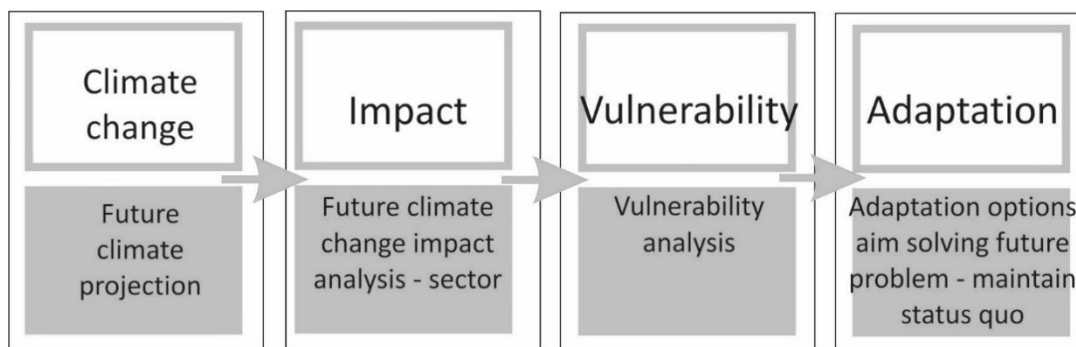 Climate
change
Impact
Vulnerability
Adaptation
Future
climate
projection
Future climate
change impact
analysis - sector
Vulnerability
analysis
Adaptation options
aim solving future
problem - maintain
status quo